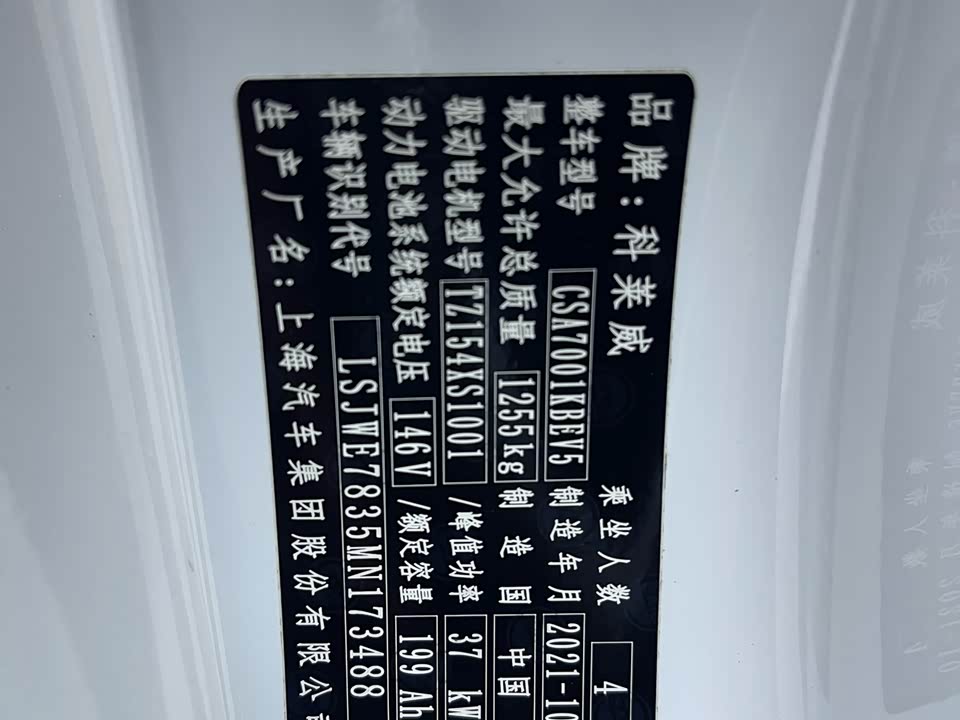 品牌：科莱威
乘坐人数 4
整车型号 CSA7001KBEV5 制造年月 2021-10
最大允许总质量 1255kg 制造国 中国
驱动电机型号 TZ154XS1001 /峰值功率 37 kW
动力电池系统额定电压 146V /额定容量 199 Ah
车辆识别代号 LSJWE7835MN173488
生产厂名：上海汽车集团股份有限公